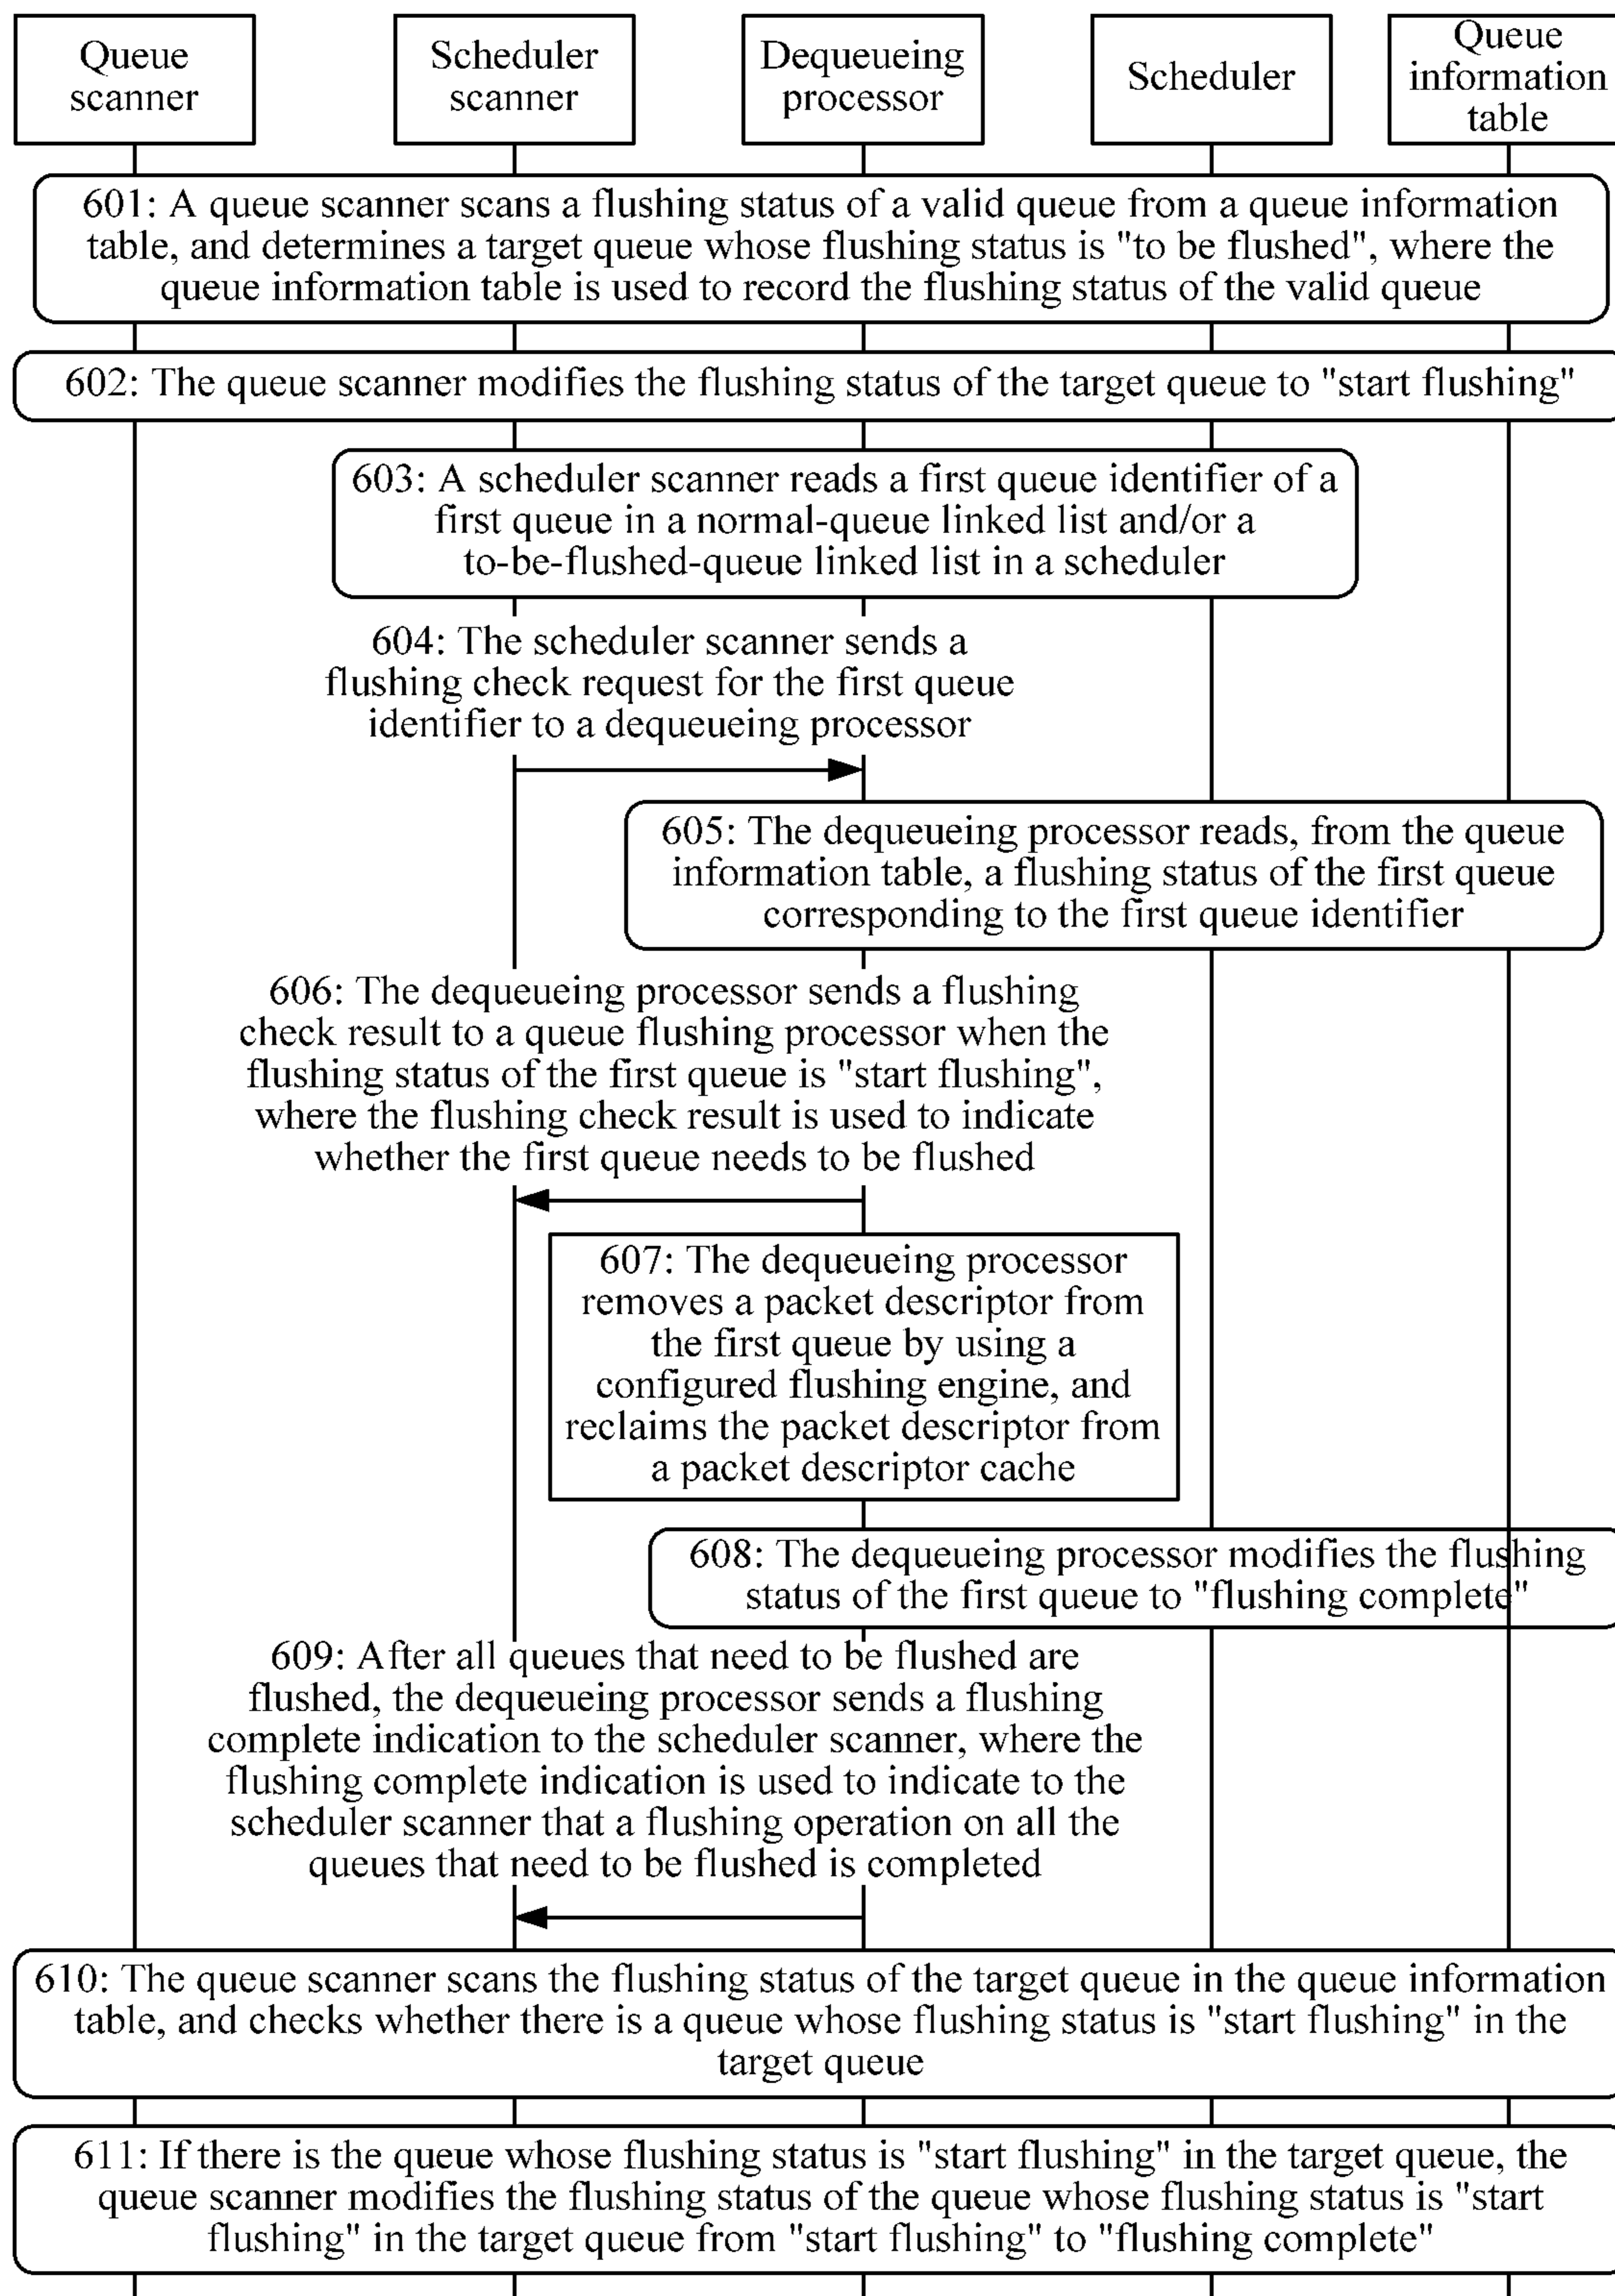 Queue
scanner
Scheduler
scanner
Dequeueing
processor
Scheduler
Queue
information
table
601: A queue scanner scans a flushing status of a valid queue from a queue information
table, and determines a target queue whose flushing status is "to be flushed", where the
queue information table is used to record the flushing status of the valid queue
602: The queue scanner modifies the flushing status of the target queue to "start flushing"
603: A scheduler scanner reads a first queue identifier of a
first queue in a normal-queue linked list and/or a
to-be-flushed-queue linked list in a scheduler
604: The scheduler scanner sends a
flushing check request for the first queue
identifier to a dequeueing processor
605: The dequeueing processor reads, from the queue
information table, a flushing status of the first queue
corresponding to the first queue identifier
606: The dequeueing processor sends a flushing
check result to a queue flushing processor when the
flushing status of the first queue is "start flushing",
where the flushing check result is used to indicate
whether the first queue needs to be flushed
607: The dequeueing processor
removes a packet descriptor from
the first queue by using a
configured flushing engine, and
reclaims the packet descriptor from
a packet descriptor cache
608: The dequeueing processor modifies the flushing
status of the first queue to "flushing complete"
609: After all queues that need to be flushed are
flushed, the dequeueing processor sends a flushing
complete indication to the scheduler scanner, where the
flushing complete indication is used to indicate to the
scheduler scanner that a flushing operation on all the
queues that need to be flushed is completed
610: The queue scanner scans the flushing status of the target queue in the queue information
table, and checks whether there is a queue whose flushing status is "start flushing" in the
target queue
611: If there is the queue whose flushing status is "start flushing" in the target queue, the
queue scanner modifies the flushing status of the queue whose flushing status is "start
flushing" in the target queue from "start flushing" to "flushing complete"